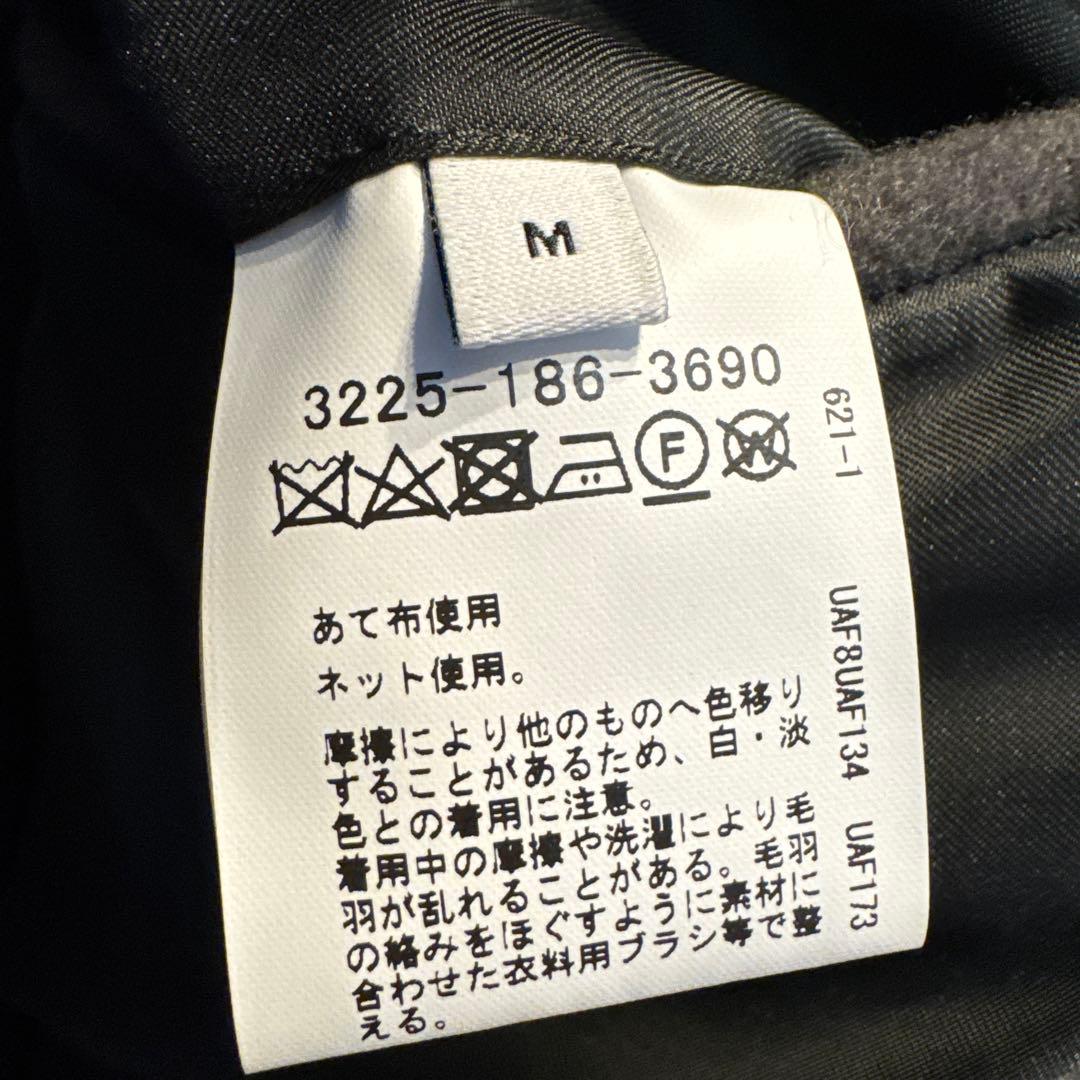 M
3225-186-3690
F
W
あて布使用
ネット使用。
摩擦により他のものへ色移り
することがあるため、白・淡
色との着用に注意。
着用中の摩擦や洗濯により毛
羽が乱れることがある。毛羽
の絡みをほぐすように素材に
合わせた衣料用ブラシ等で整
える。
621-1
UAF8UAF134 UAF173